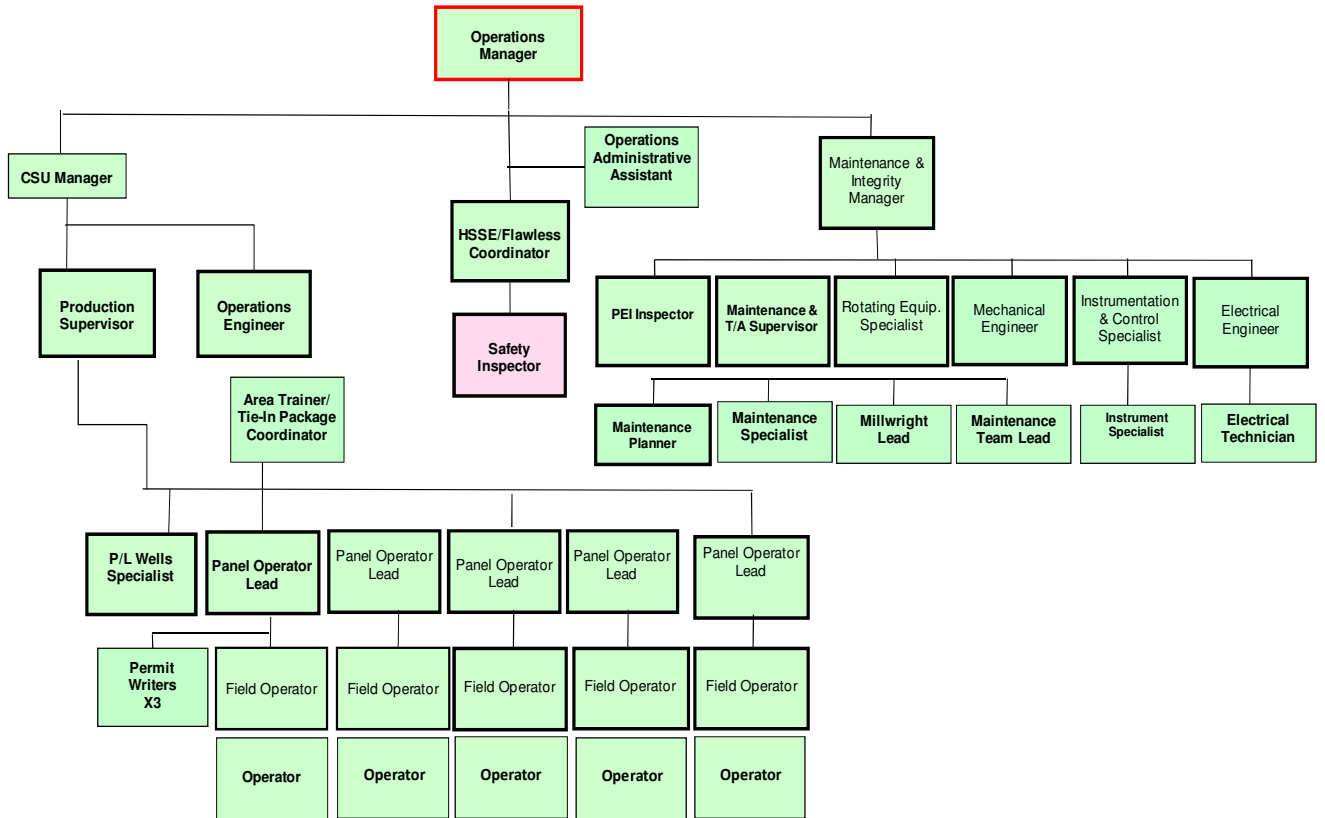 Operations
Manager
Operations
Administrative
Assistant
CSU Manager
Maintenance &
Integrity
Manager
HSSE/Flawless
Coordinator
Production
Supervisor
Operations
Engineer
PEI Inspector
Maintenance &
T/A Supervisor
Rotating Equip.
Specialist
Mechanical
Engineer
Instrumentation
& Control
Specialist
Electrical
Engineer
Safety
Inspector
Area Trainer/
Tie-In Package
Coordinator
Maintenance
Planner
Maintenance
Specialist
Millwright
Lead
Maintenance
Team Lead
Instrument
Specialist
Electrical
Technician
P/L Wells
Specialist
Panel Operator
Lead
Panel Operator
Lead
Panel Operator
Lead
Panel Operator
Lead
Panel Operator
Lead
Permit
Writers
X3
Field Operator
Field Operator
Field Operator
Field Operator
Field Operator
Operator
Operator
Operator
Operator
Operator